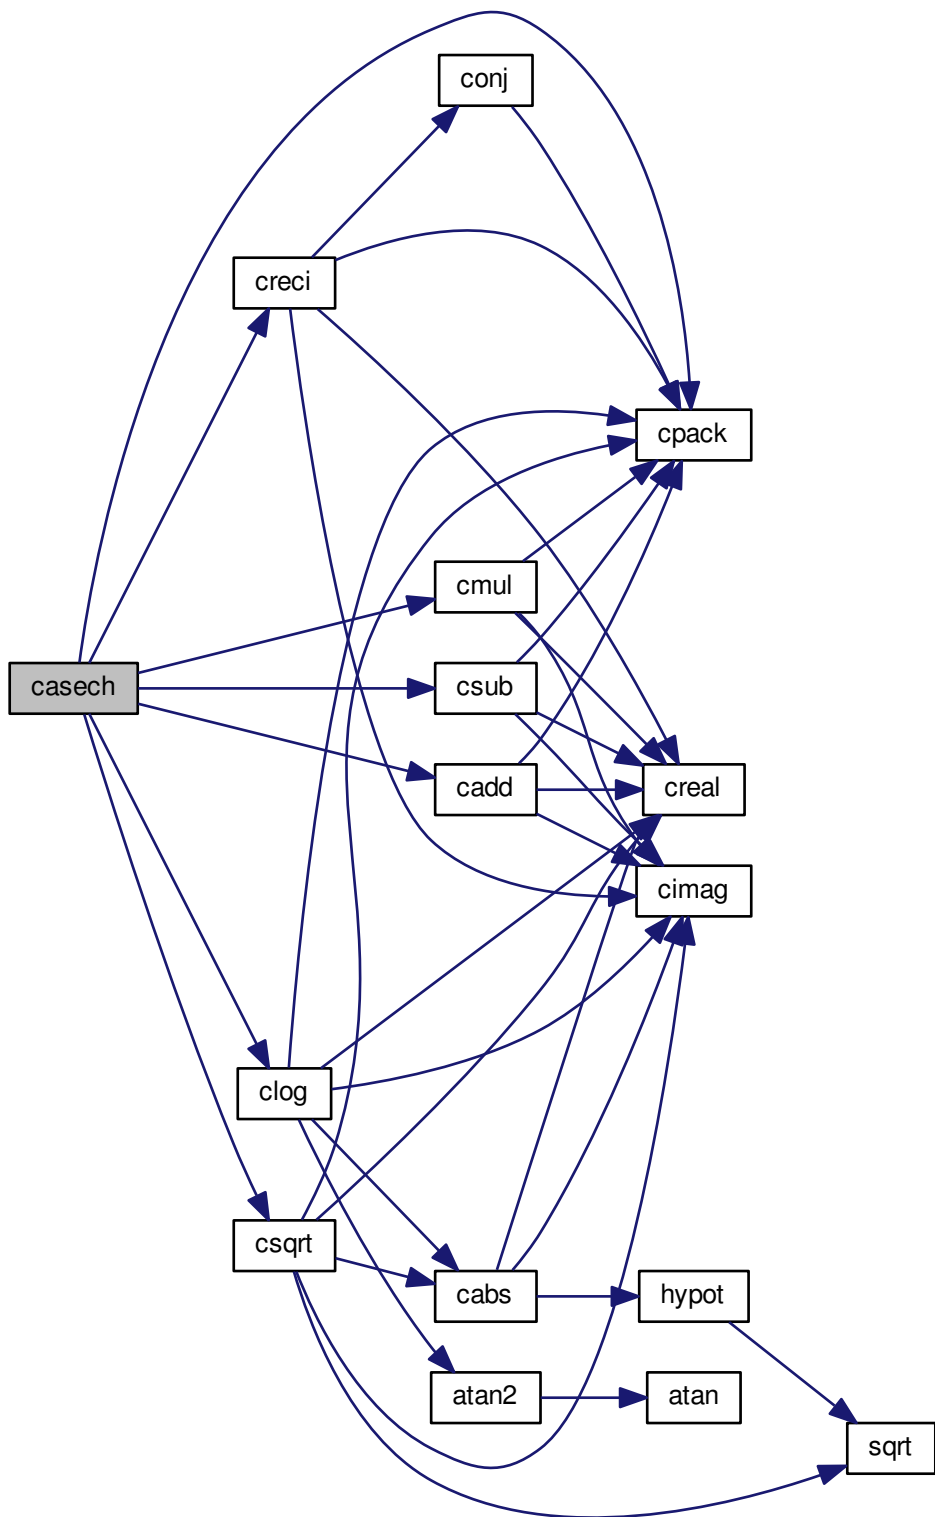 conj
creci
cpack
cmul
casech
csub
cadd
creal
cimag
clog
csqrt
cabs
hypot
atan2
atan
sqrt